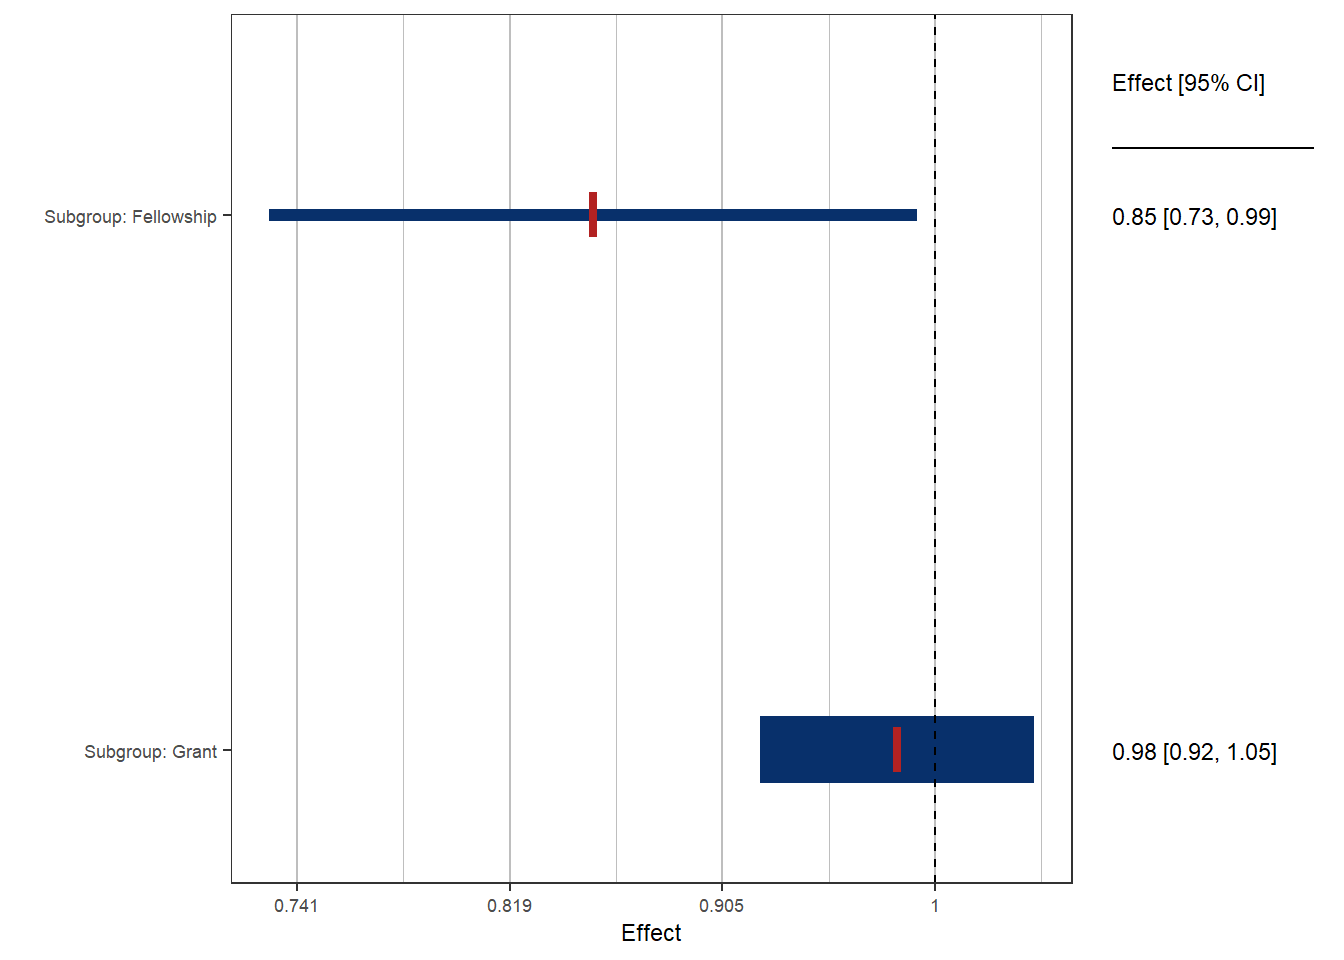 Effect [95% CI]
Subgroup: Fellowship
0.85 [0.73, 0.99]
Subgroup: Grant
0.98 [0.92, 1.05]
0.741
0.819
0.905
1
Effect